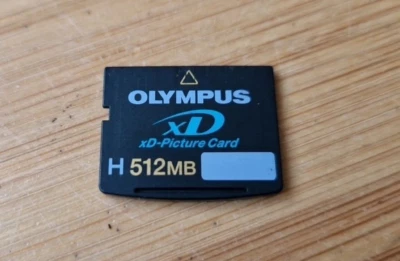 OLYMPUS
xD
xD-Picture Card
H 512MB